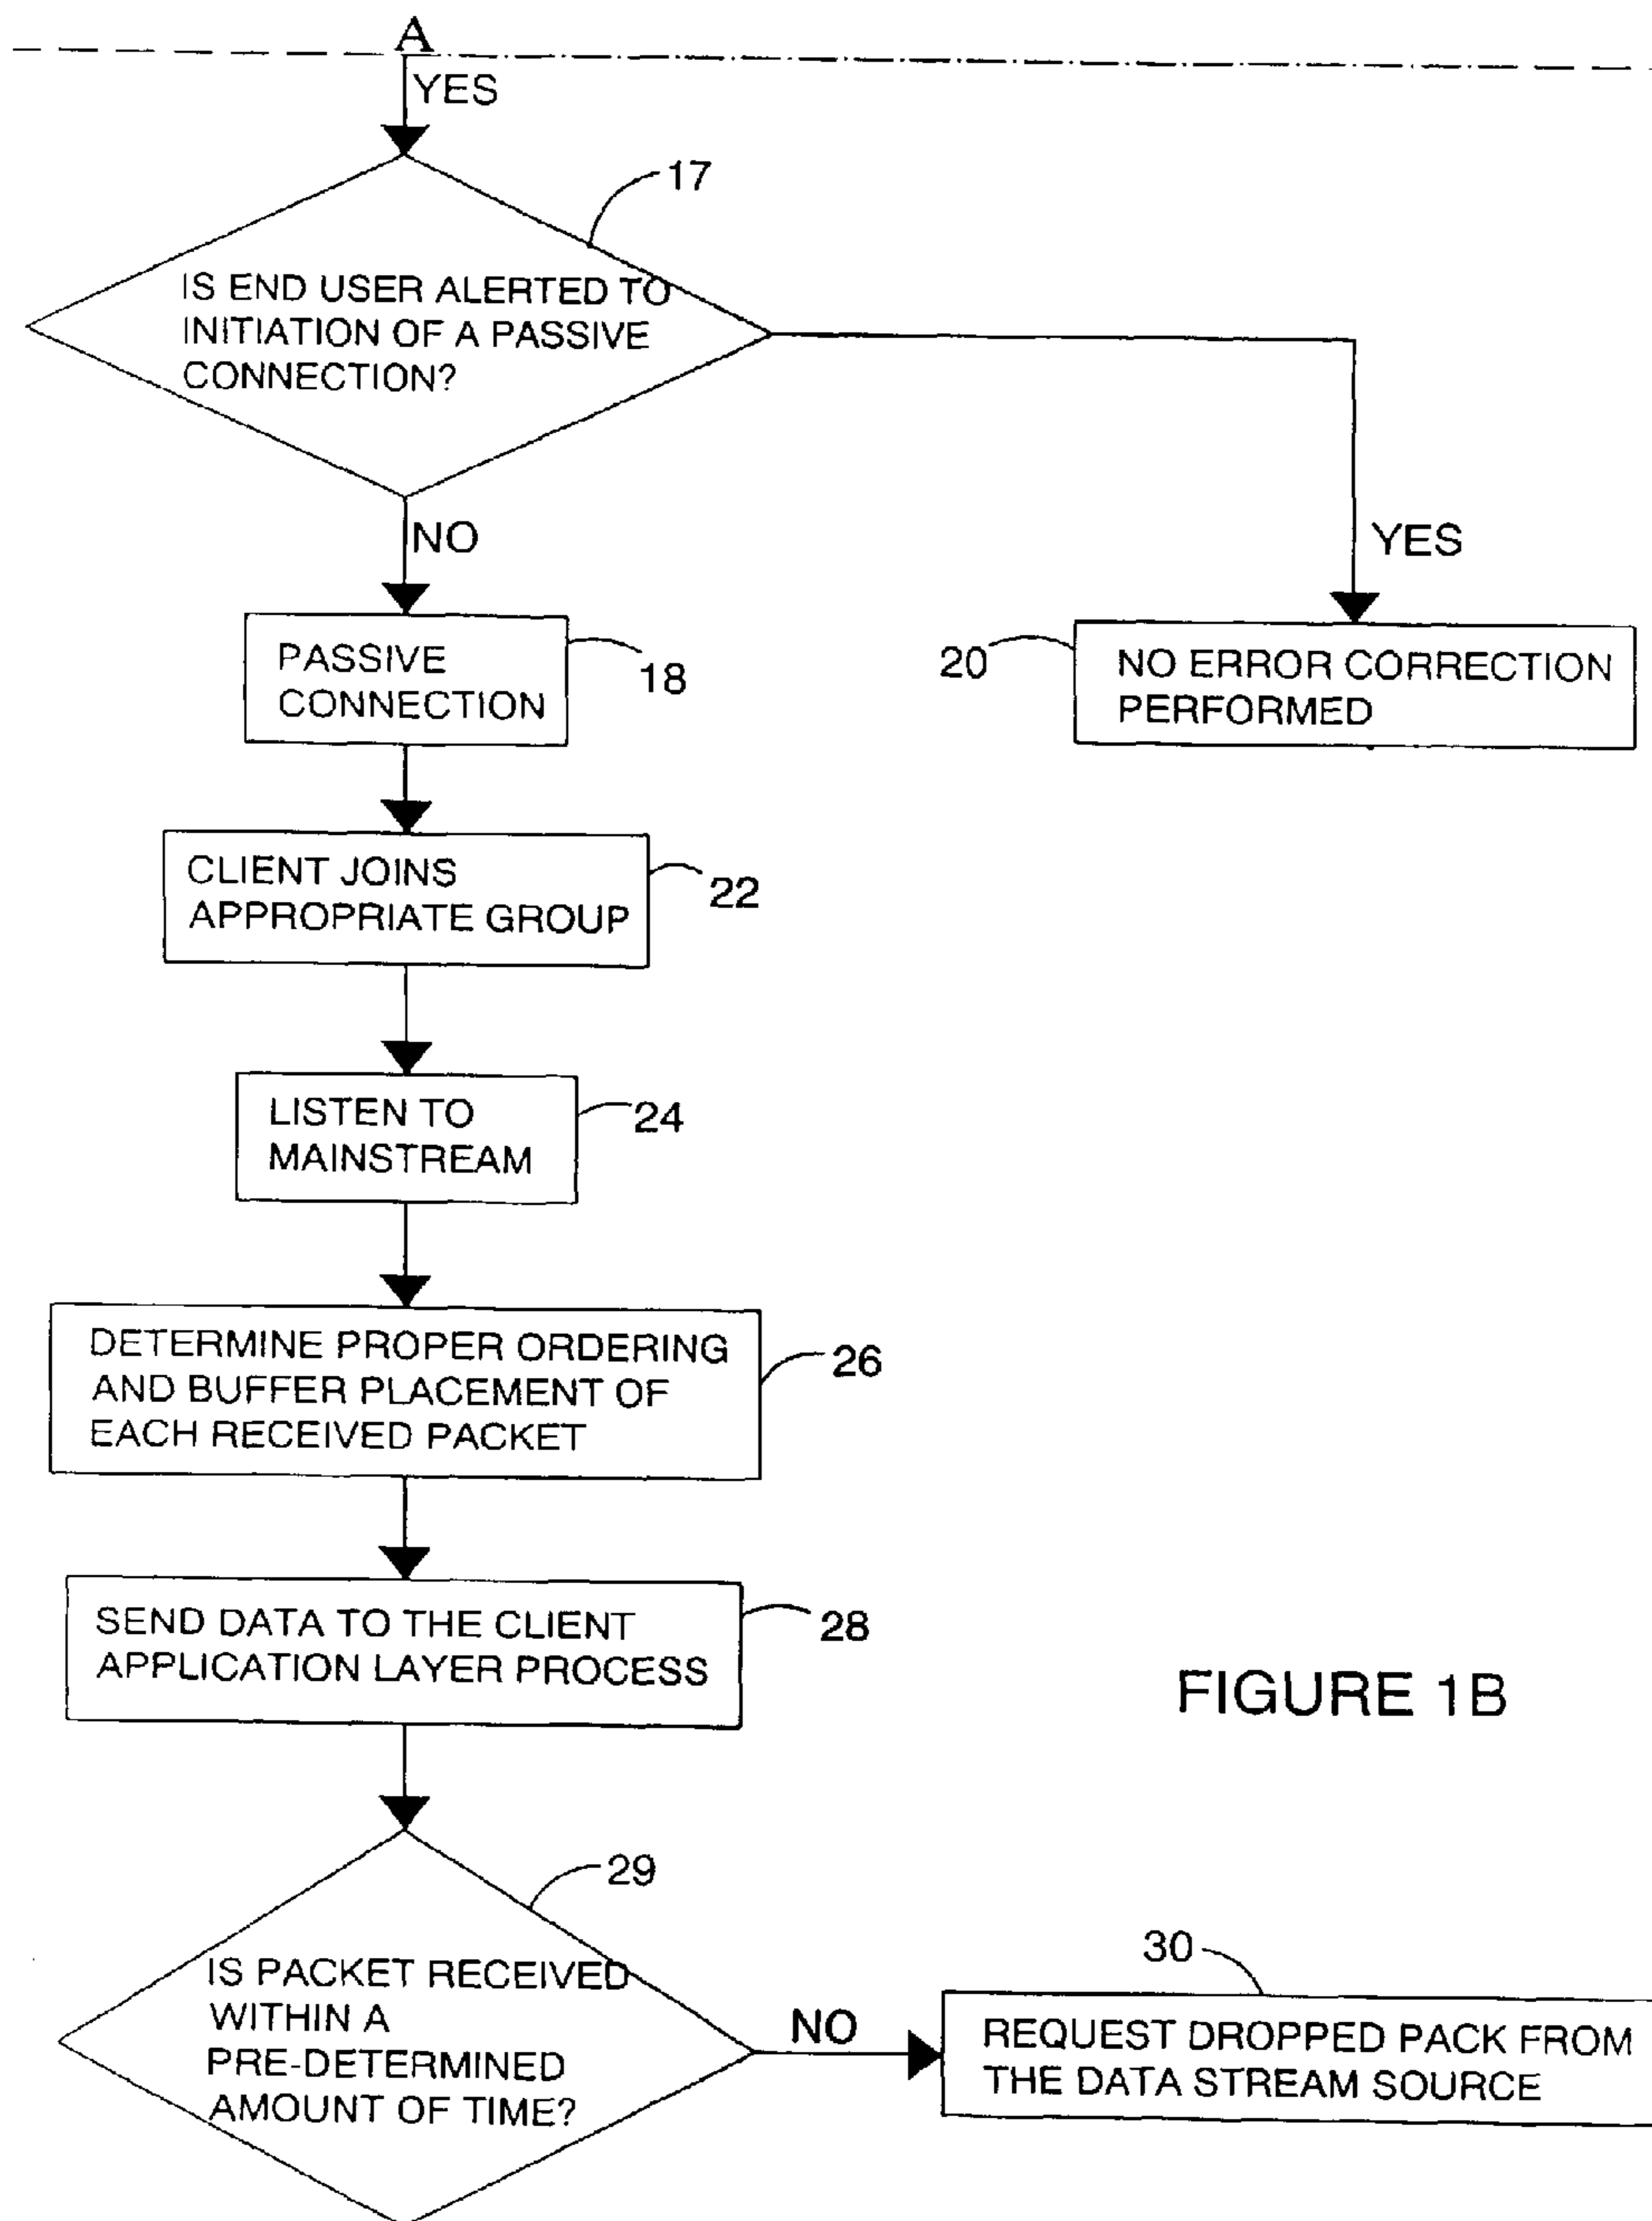 A
YES
17
IS END USER ALERTED TO
INITIATION OF A PASSIVE
CONNECTION?
NO
YES
PASSIVE
CONNECTION
18
20
NO ERROR CORRECTION
PERFORMED
CLIENT JOINS
APPROPRIATE GROUP
22
LISTEN TO
MAINSTREAM
24
DETERMINE PROPER ORDERING
AND BUFFER PLACEMENT OF
EACH RECEIVED PACKET
26
SEND DATA TO THE CLIENT
APPLICATION LAYER PROCESS
28
FIGURE 1B
29
IS PACKET RECEIVED
WITHIN A
PRE-DETERMINED
AMOUNT OF TIME?
NO
30
REQUEST DROPPED PACK FROM
THE DATA STREAM SOURCE